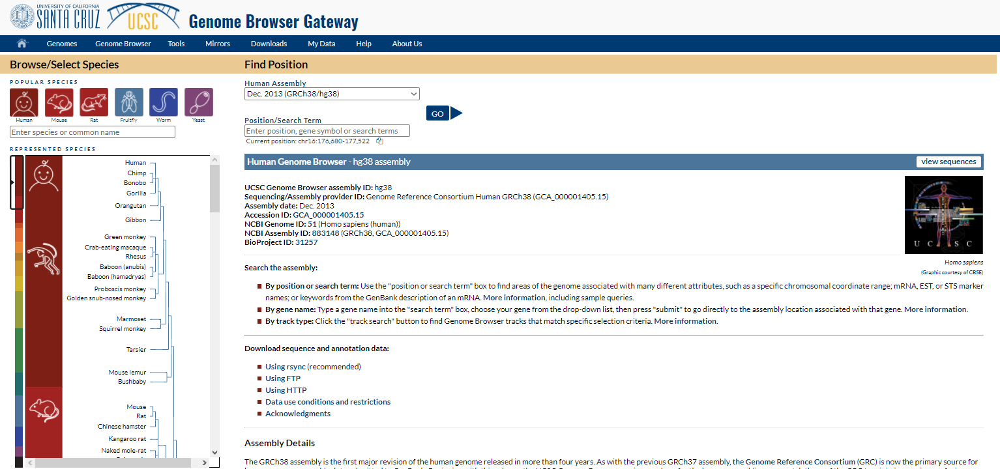 UNIVERSITY OF CALIFORNIA
SANTA CRUZ
UCSC
Genome Browser Gateway
Genomes Genome Browser Tools Mirrors Downloads My Data Help About Us
Browse/Select Species
POPULAR SPECIES
Human Mouse Rat Fruitfly Worm Yeast
Enter species or common name
REPRESENTED SPECIES
Human
Chimp
Bonobo
Gorilla
Orangutan
Gibbon
Green monkey
Crab-eating macaque
Rhesus
Baboon (anubis)
Baboon (hamadryas)
Proboscis monkey
Golden snub-nosed monkey
Marmoset
Squirrel monkey
Tarsier
Mouse lemur
Bushbaby
Mouse
Rat
Chinese hamster
Kangaroo rat
Naked mole-rat
Find Position
Human Assembly
Dec. 2013 (GRCh38/hg38)
GO
Position/Search Term
Enter position, gene symbol or search terms
Current position: chr16:176,680-177,522
Human Genome Browser - hg38 assembly
view sequences
UCSC Genome Browser assembly ID: hg38
Sequencing/Assembly provider ID: Genome Reference Consortium Human GRCh38 (GCA_000001405.15)
Assembly date: Dec. 2013
Accession ID: GCA_000001405.15
NCBI Genome ID: 51 (Homo sapiens (human))
NCBI Assembly ID: 883148 (GRCh38, GCA_000001405.15)
BioProject ID: 31257
U C S C
Homo sapiens
(Graphic courtesy of CBSE)
Search the assembly:
By position or search term: Use the "position or search term" box to find areas of the genome associated with many different attributes, such as a specific chromosomal coordinate range; mRNA, EST, or STS marker
names; or keywords from the GenBank description of an mRNA. More information, including sample queries.
By gene name: Type a gene name into the "search term" box, choose your gene from the drop-down list, then press "submit" to go directly to the assembly location associated with that gene. More information.
By track type: Click the "track search" button to find Genome Browser tracks that match specific selection criteria. More information.
Download sequence and annotation data:
Using rsync (recommended)
Using FTP
Using HTTP
Data use conditions and restrictions
Acknowledgments
Assembly Details
The GRCh38 assembly is the first major revision of the human genome released in more than four years. As with the previous GRCh37 assembly, the Genome Reference Consortium (GRC) is now the primary source for